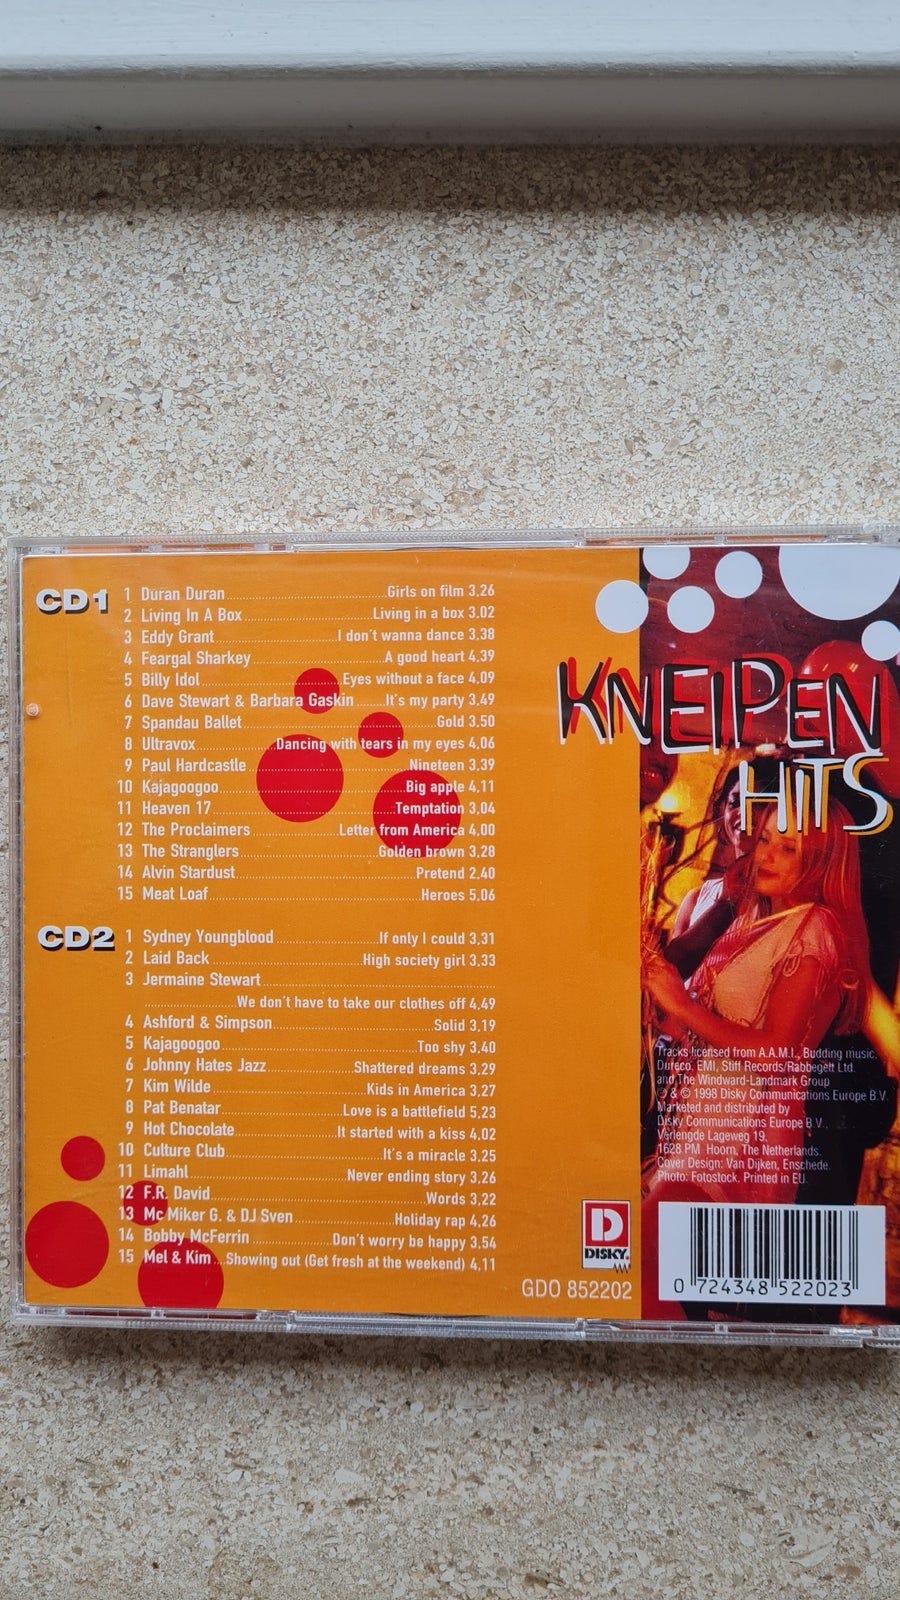 CD1
1 Duran Duran Girls on film 3,26
2 Living In A Box Living in a box 3.02
3 Eddy Grant I don't wanna dance 3.38
4 Feargal Sharkey A good heart 4.39
5 Billy Idol Eyes without a face 4,09
6 Dave Stewart & Barbara Gaskin It's my party 3.49
7 Spandau Ballet Gold 3.50
8 Ultravox Dancing with tears in my eyes 4,06
9 Paul Hardcastle Nineteen 3.39
10 Kajagoogoo Big apple 4,11
11 Heaven 17 Temptation 3,04
12 The Proclaimers Letter from America 4,00
13 The Stranglers Golden brown 3,28
14 Alvin Stardust Pretend 2.40
15 Meat Loaf Heroes 5.06
CD2
1 Sydney Youngblood If only I could 3,31
2 Laid Back High society girl 3,33
3 Jermaine Stewart
We don't have to take our clothes off 4,49
4 Ashford & Simpson Solid 3,19
5 Kajagoogoo Too shy 3,40
6 Johnny Hates Jazz Shattered dreams 3,29
7 Kim Wilde Kids in America 3,27
8 Pat Benatar Love is a battlefield 5,23
9 Hot Chocolate It started with a kiss 4,02
10 Culture Club It's a miracle 3,25
11 Limahl Never ending story 3,26
12 F.R. David Words 3,22
13 Mc Miker G. & DJ Sven Holiday rap 4,26
14 Bobby McFerrin Don't worry be happy 3,54
15 Mel & Kim Showing out (Get fresh at the weekend) 4,11
KNEIPEN
HITS
Tracks licensed from A.A.M.I., Budding music,
Dureco, EMI, Stiff Records/Rabbegelt Ltd.
and The Windward-Landmark Group
℗ & © 1998 Disky Communications Europe B.V.
Marketed and distributed by
Disky Communications Europe B.V.,
Verlengde Lageweg 19,
1628 PM Hoorn, The Netherlands.
Cover Design: Van Dijken, Enschede.
Photo: Fotostock. Printed in EU.
D
DISKY
GDO 852202
0 724348 522023